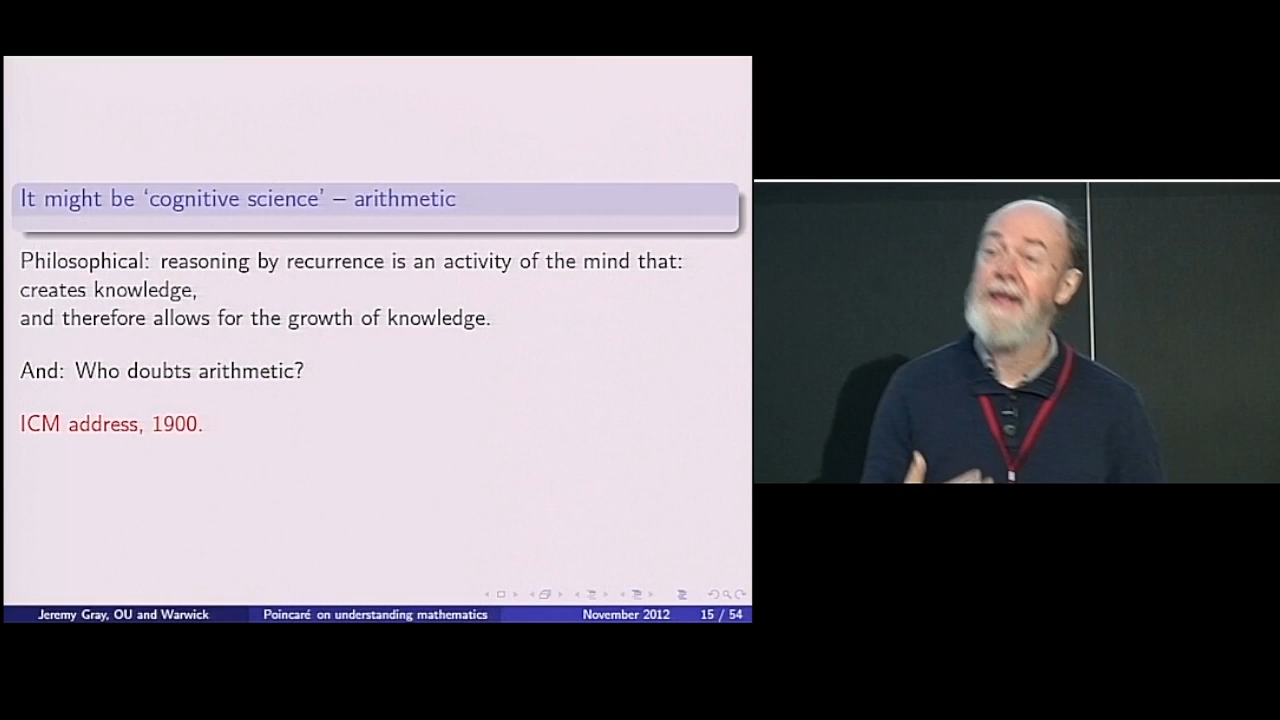 It might be ‘cognitive science’ – arithmetic
Philosophical: reasoning by recurrence is an activity of the mind that:
creates knowledge,
and therefore allows for the growth of knowledge.
And: Who doubts arithmetic?
ICM address, 1900.
Jeremy Gray, OU and Warwick Poincaré on understanding mathematics November 2012 15 / 54